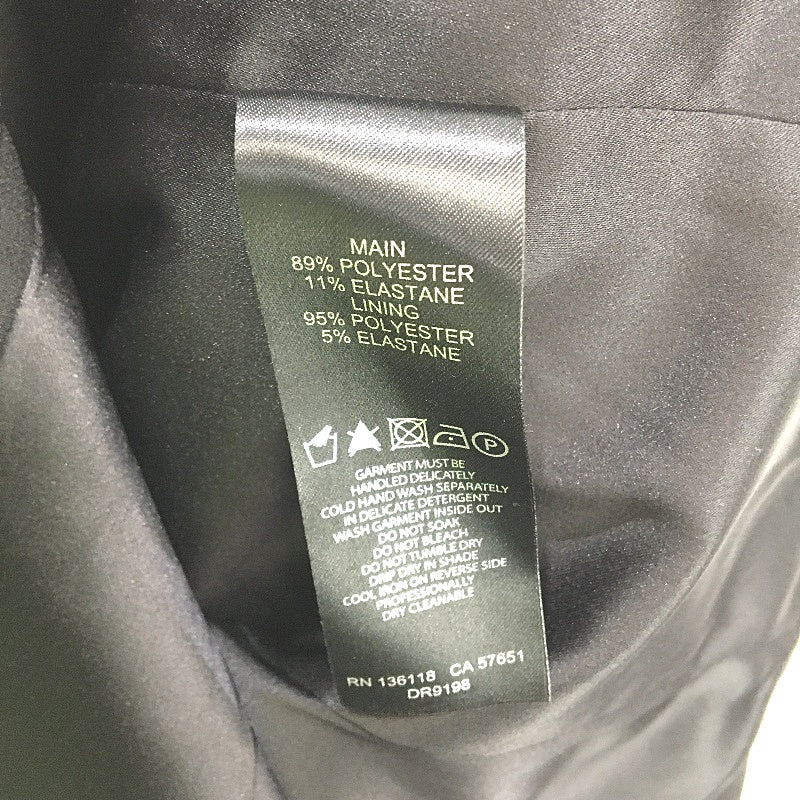 MAIN
89% POLYESTER
11% ELASTANE
LINING
95% POLYESTER
5% ELASTANE
P
GARMENT MUST BE
HANDLED DELICATELY
COLD HAND WASH SEPARATELY
IN DELICATE DETERGENT
WASH GARMENT INSIDE OUT
DO NOT SOAK
DO NOT BLEACH
DO NOT TUMBLE DRY
DRIP DRY IN SHADE
COOL IRON ON REVERSE SIDE
PROFESSIONALLY
DRY CLEANABLE
RN 136118 CA 57651
DR9198